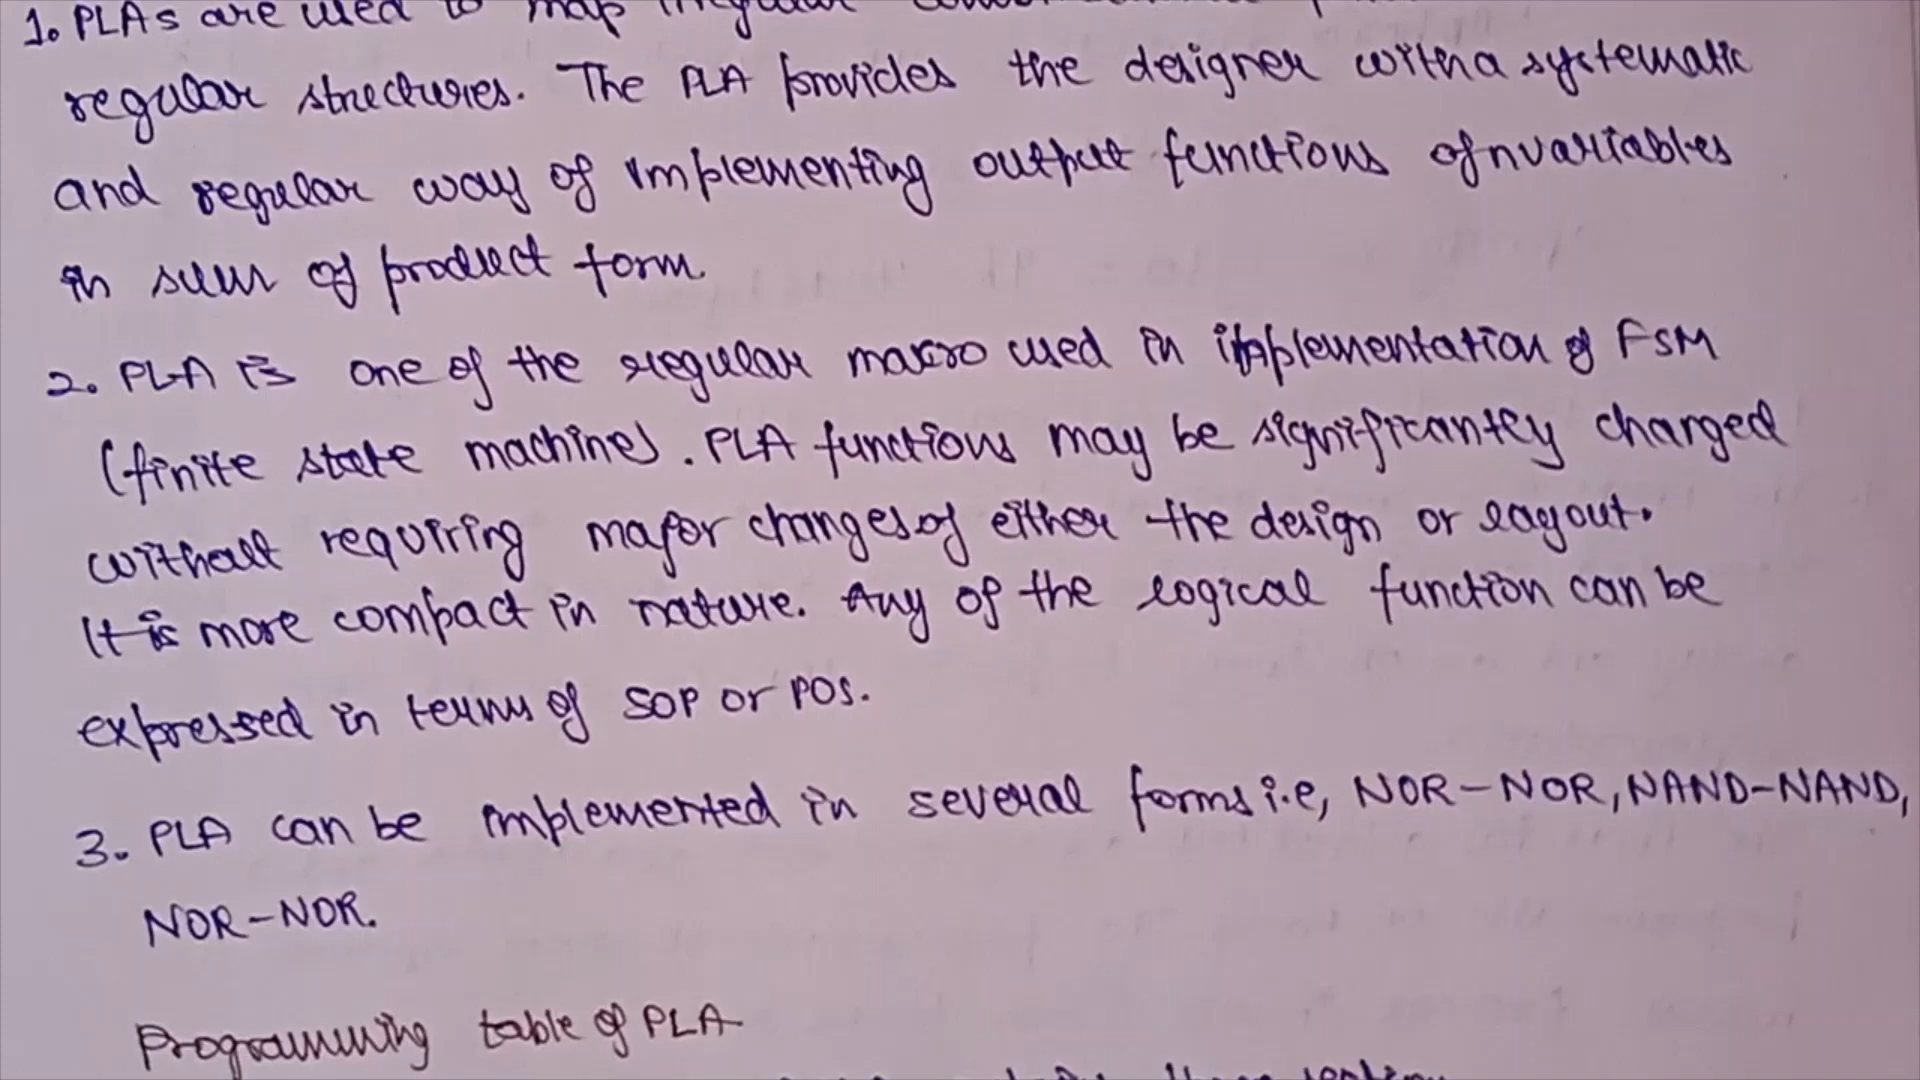 1. PLAs are used to map irregular
regular structures. The PLA provides the designer with a systematic
and regular way of implementing output functions of n variables
in sum of product form.
2. PLA is one of the regular macro used in implementation of FSM
(finite state machine). PLA functions may be significantly changed
without requiring major changes of either the design or layout.
It is more compact in nature. Any of the logical function can be
expressed in terms of SOP or POS.
3. PLA can be implemented in several forms i.e, NOR-NOR, NAND-NAND,
NOR-NOR.
Programming table of PLA